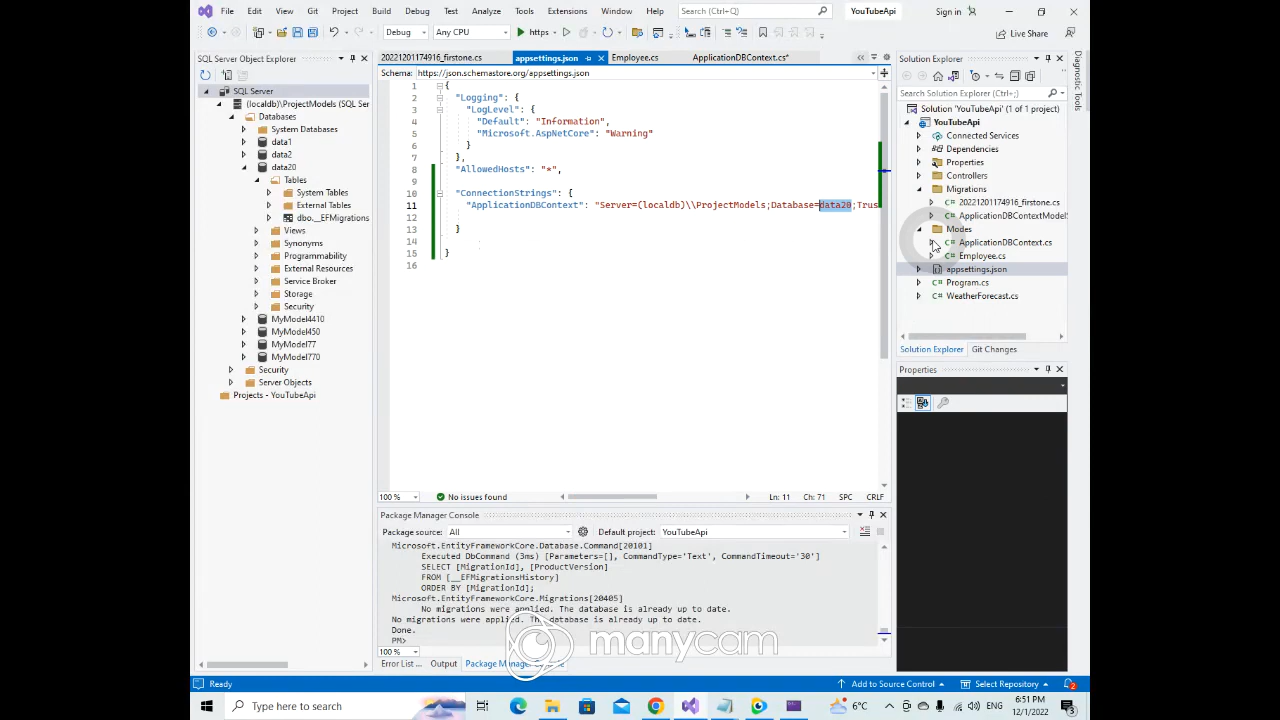 File Edit View Git Project Build Debug Test Analyze Tools Extensions Window Help Search (Ctrl+Q) YouTubeApi Sign in
Debug Any CPU https Live Share
SQL Server Object Explorer
SQL Server
(localdb)\ProjectModels (SQL Ser
Databases
System Databases
data1
data2
data20
Tables
System Tables
External Tables
dbo.__EFMigrations
Views
Synonyms
Programmability
External Resources
Service Broker
Storage
Security
MyModel4410
MyModel450
MyModel77
MyModel770
Security
Server Objects
Projects - YouTubeApi
20221201174916_firstone.cs appsettings.json Employee.cs ApplicationDBContext.cs*
Schema: https://json.schemastore.org/appsettings.json
1 {
2 "Logging": {
3 "LogLevel": {
4 "Default": "Information",
5 "Microsoft.AspNetCore": "Warning"
6 }
7 },
8 "AllowedHosts": "*",
9
10 "ConnectionStrings": {
11 "ApplicationDBContext": "Server=(localdb)\\ProjectModels;Database=data20;Trus
12
13 }
14
15 }
16
100 % No issues found Ln: 11 Ch: 71 SPC CRLF
Package Manager Console
Package source: All Default project: YouTubeApi
Microsoft.EntityFrameworkCore.Database.Command[20101]
Executed DbCommand (3ms) [Parameters=[], CommandType='Text', CommandTimeout='30']
SELECT [MigrationId], [ProductVersion]
FROM [__EFMigrationsHistory]
ORDER BY [MigrationId];
Microsoft.EntityFrameworkCore.Migrations[20405]
No migrations were applied. The database is already up to date.
No migrations were applied. The database is already up to date.
Done.
PM>
manycam
100 %
Error List ... Output Package Manager Console
Solution Explorer
Search Solution Explorer (Ctrl+;)
Solution 'YouTubeApi' (1 of 1 project)
YouTubeApi
Connected Services
Dependencies
Properties
Controllers
Migrations
20221201174916_firstone.cs
ApplicationDBContextModelS
Modes
ApplicationDBContext.cs
Employee.cs
appsettings.json
Program.cs
WeatherForecast.cs
Solution Explorer Git Changes
Properties
Diagnostic Tools
Ready Add to Source Control Select Repository 2
Type here to search 6°C ENG 6:51 PM
12/1/2022 3